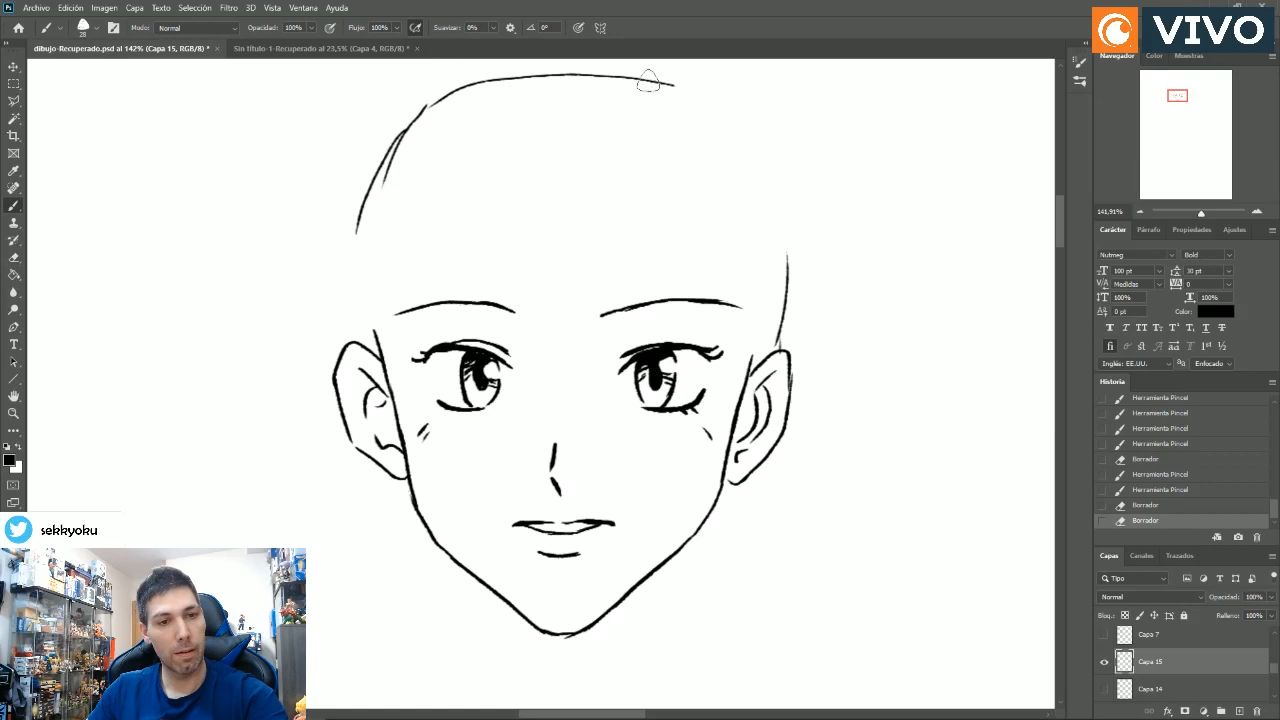 Archivo Edición Imagen Capa Texto Selección Filtro 3D Vista Ventana Ayuda
VIVO
28 Modo: Normal Opacidad: 100% Flujo: 100% Suavizar: 0% 0°
dibujo-Recuperado.psd al 142% (Capa 15, RGB/8) * × Sin título-1-Recuperado al 23,5% (Capa 4, RGB/8) * ×
Navegador Color Muestras
141,91%
Carácter Párrafo Propiedades Ajustes
Nutmeg Bold
100 pt 30 pt
Medidas 0
100% 100%
0 pt Color:
Inglés: EE.UU. aa Enfocado
Historia
Herramienta Pincel
Herramienta Pincel
Herramienta Pincel
Herramienta Pincel
Borrador
Herramienta Pincel
Herramienta Pincel
Borrador
Borrador
sekkyoku
Capas Canales Trazados
Tipo
Normal Opacidad: 100%
Bloq.: Relleno: 100%
Capa 7
Capa 15
Capa 14